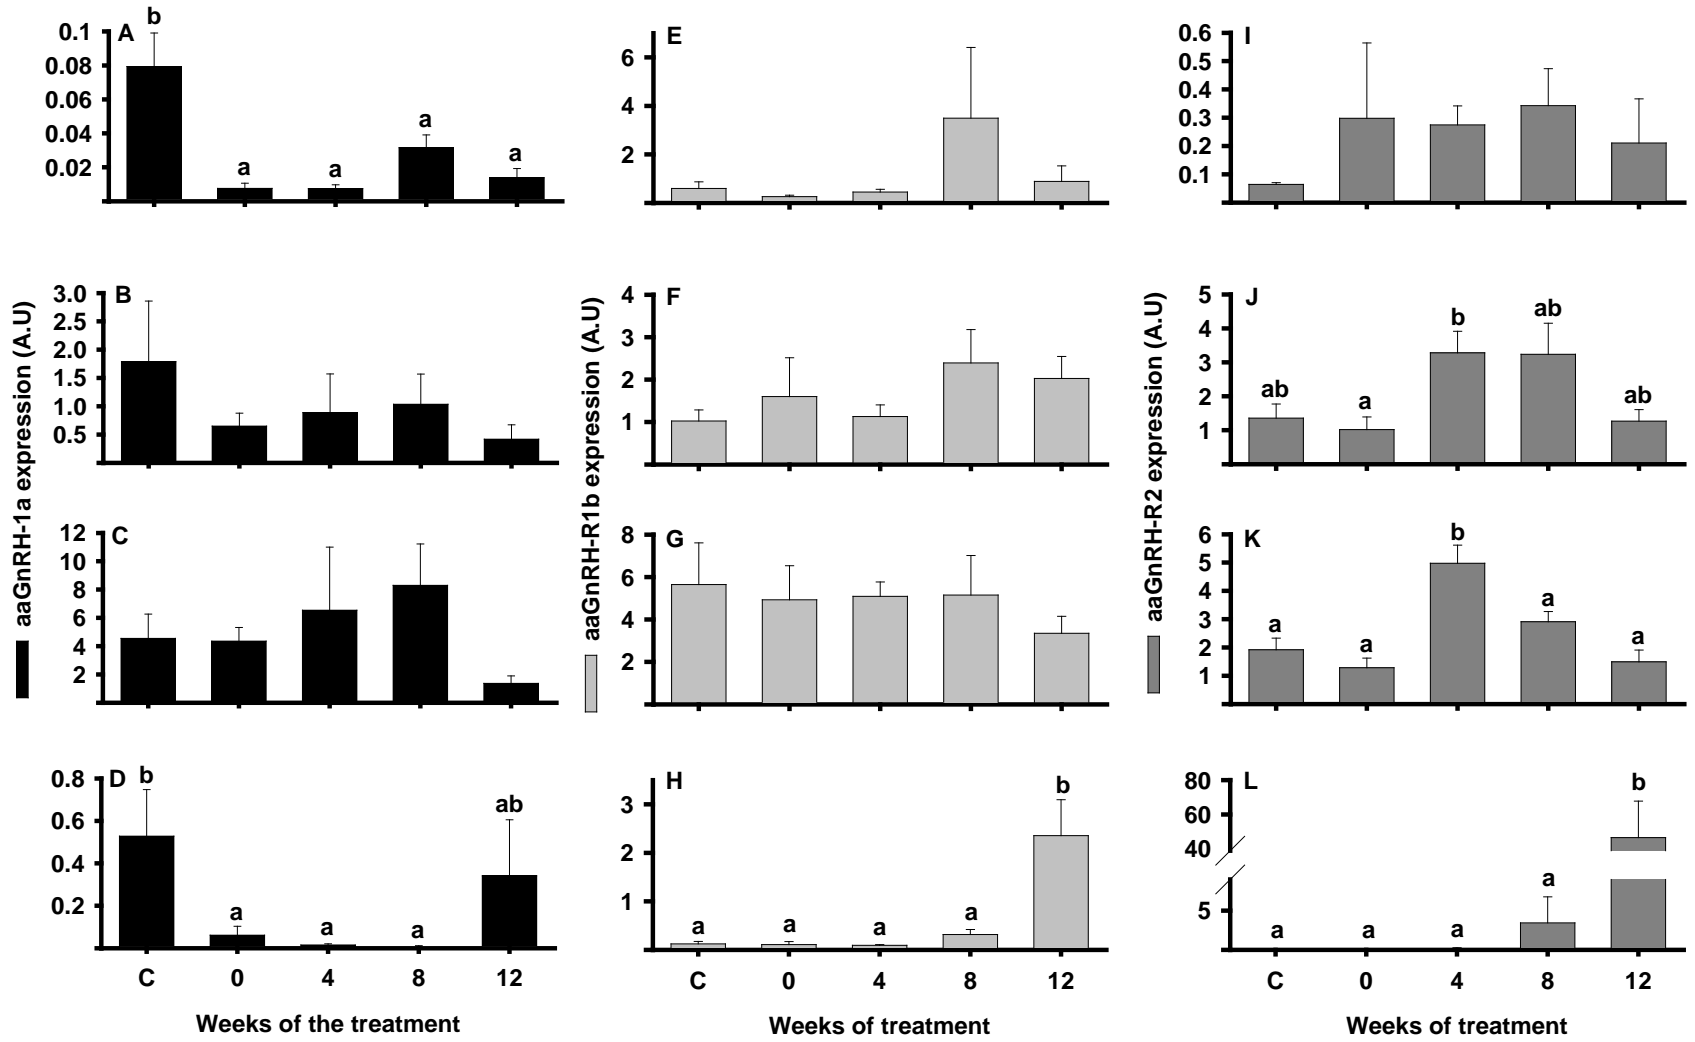 A
b
0.1
0.08
0.06
0.04
0.02
a
a
a
a
E
6
4
2
I
0.6
0.5
0.4
0.3
0.2
0.1
aaGnRH-1a expression (A.U)
B
3.0
2.5
2.0
1.5
1.0
0.5
aaGnRH-R1b expression (A.U)
F
4
3
2
1
aaGnRH-R2 expression (A.U)
J
5
4
3
2
1
ab
a
b
ab
ab
C
12
10
8
6
4
2
G
8
6
4
2
K
6
5
4
3
2
1
a
a
b
a
a
D
0.8
0.6
0.4
0.2
b
a
a
a
ab
C 0 4 8 12
Weeks of the treatment
H
3
2
1
a
a
a
a
b
C 0 4 8 12
Weeks of treatment
L
80
60
40
5
a
a
a
a
b
C 0 4 8 12
Weeks of treatment